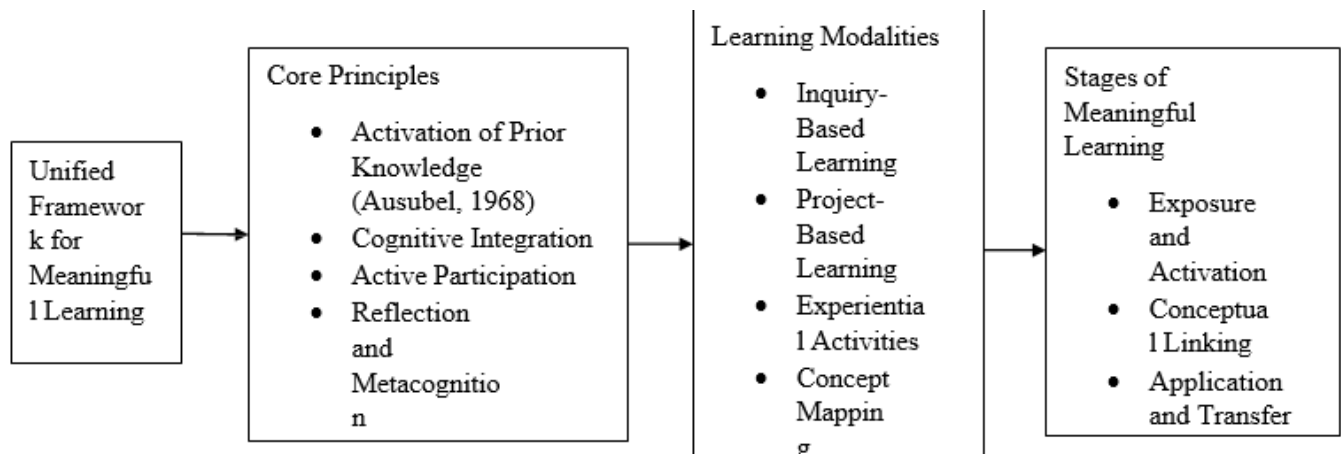 Unified
Framewor
k for
Meaningfu
l Learning
Core Principles
• Activation of Prior
Knowledge
(Ausubel, 1968)
• Cognitive Integration
• Active Participation
• Reflection
and
Metacognitio
n
Learning Modalities
• Inquiry-
Based
Learning
• Project-
Based
Learning
• Experientia
l Activities
• Concept
Mappin
g
Stages of
Meaningful
Learning
• Exposure
and
Activation
• Conceptua
l Linking
• Application
and Transfer